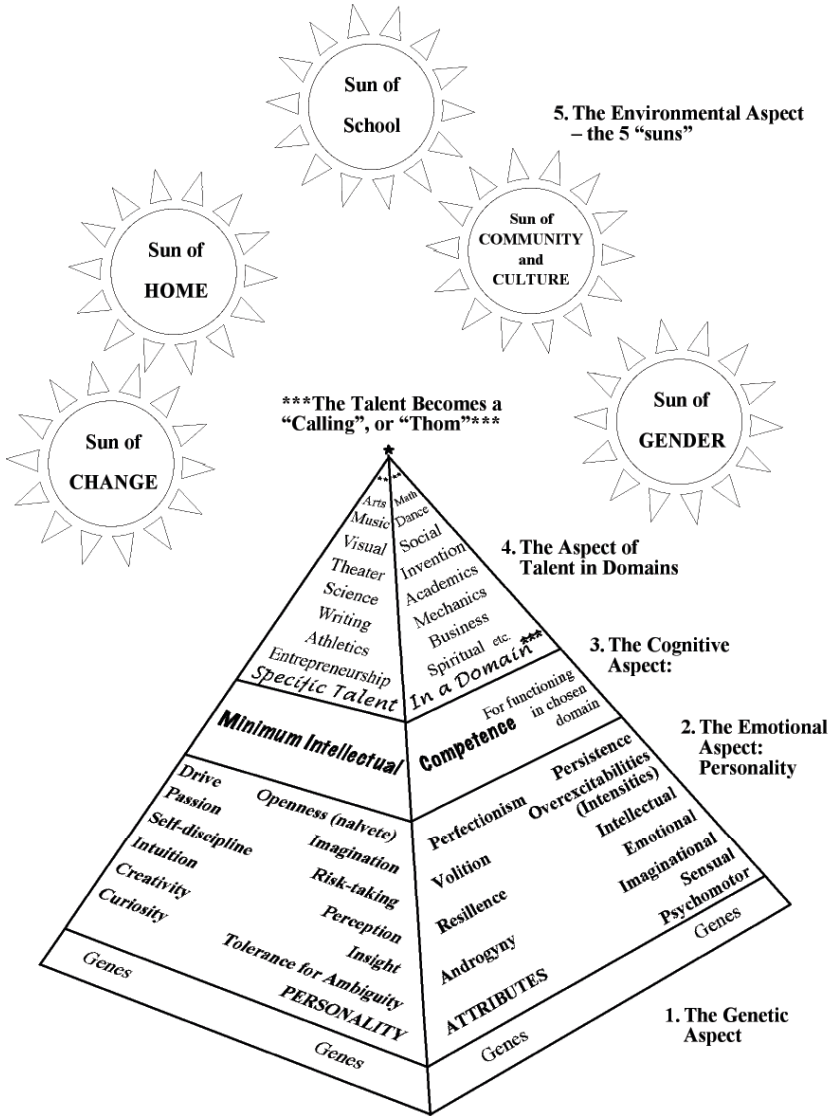 Sun of
School
5. The Environmental Aspect
– the 5 “suns”
Sun of
COMMUNITY
and
CULTURE
Sun of
HOME
Sun of
GENDER
Sun of
CHANGE
***The Talent Becomes a
“Calling”, or “Thom”***
*
**
**
Arts
Music
Visual
Theater
Science
Writing
Athletics
Entrepreneurship
Specific Talent
Math
Dance
Social
Invention
Academics
Mechanics
Business
Spiritual etc.
In a Domain***
4. The Aspect of
Talent in Domains
3. The Cognitive
Aspect:
Minimum Intellectual
Competence
For functioning
in chosen
domain
2. The Emotional
Aspect:
Personality
Drive
Passion
Self-discipline
Intuition
Creativity
Curiosity
Openness (nalvete)
Imagination
Risk-taking
Perception
Insight
Tolerance for Ambiguity
PERSONALITY
Perfectionism
Volition
Resillence
Androgyny
ATTRIBUTES
Persistence
Overexcitabilities
(Intensities)
Intellectual
Emotional
Imaginational
Sensual
Psychomotor
Genes
Genes
Genes
Genes
1. The Genetic
Aspect